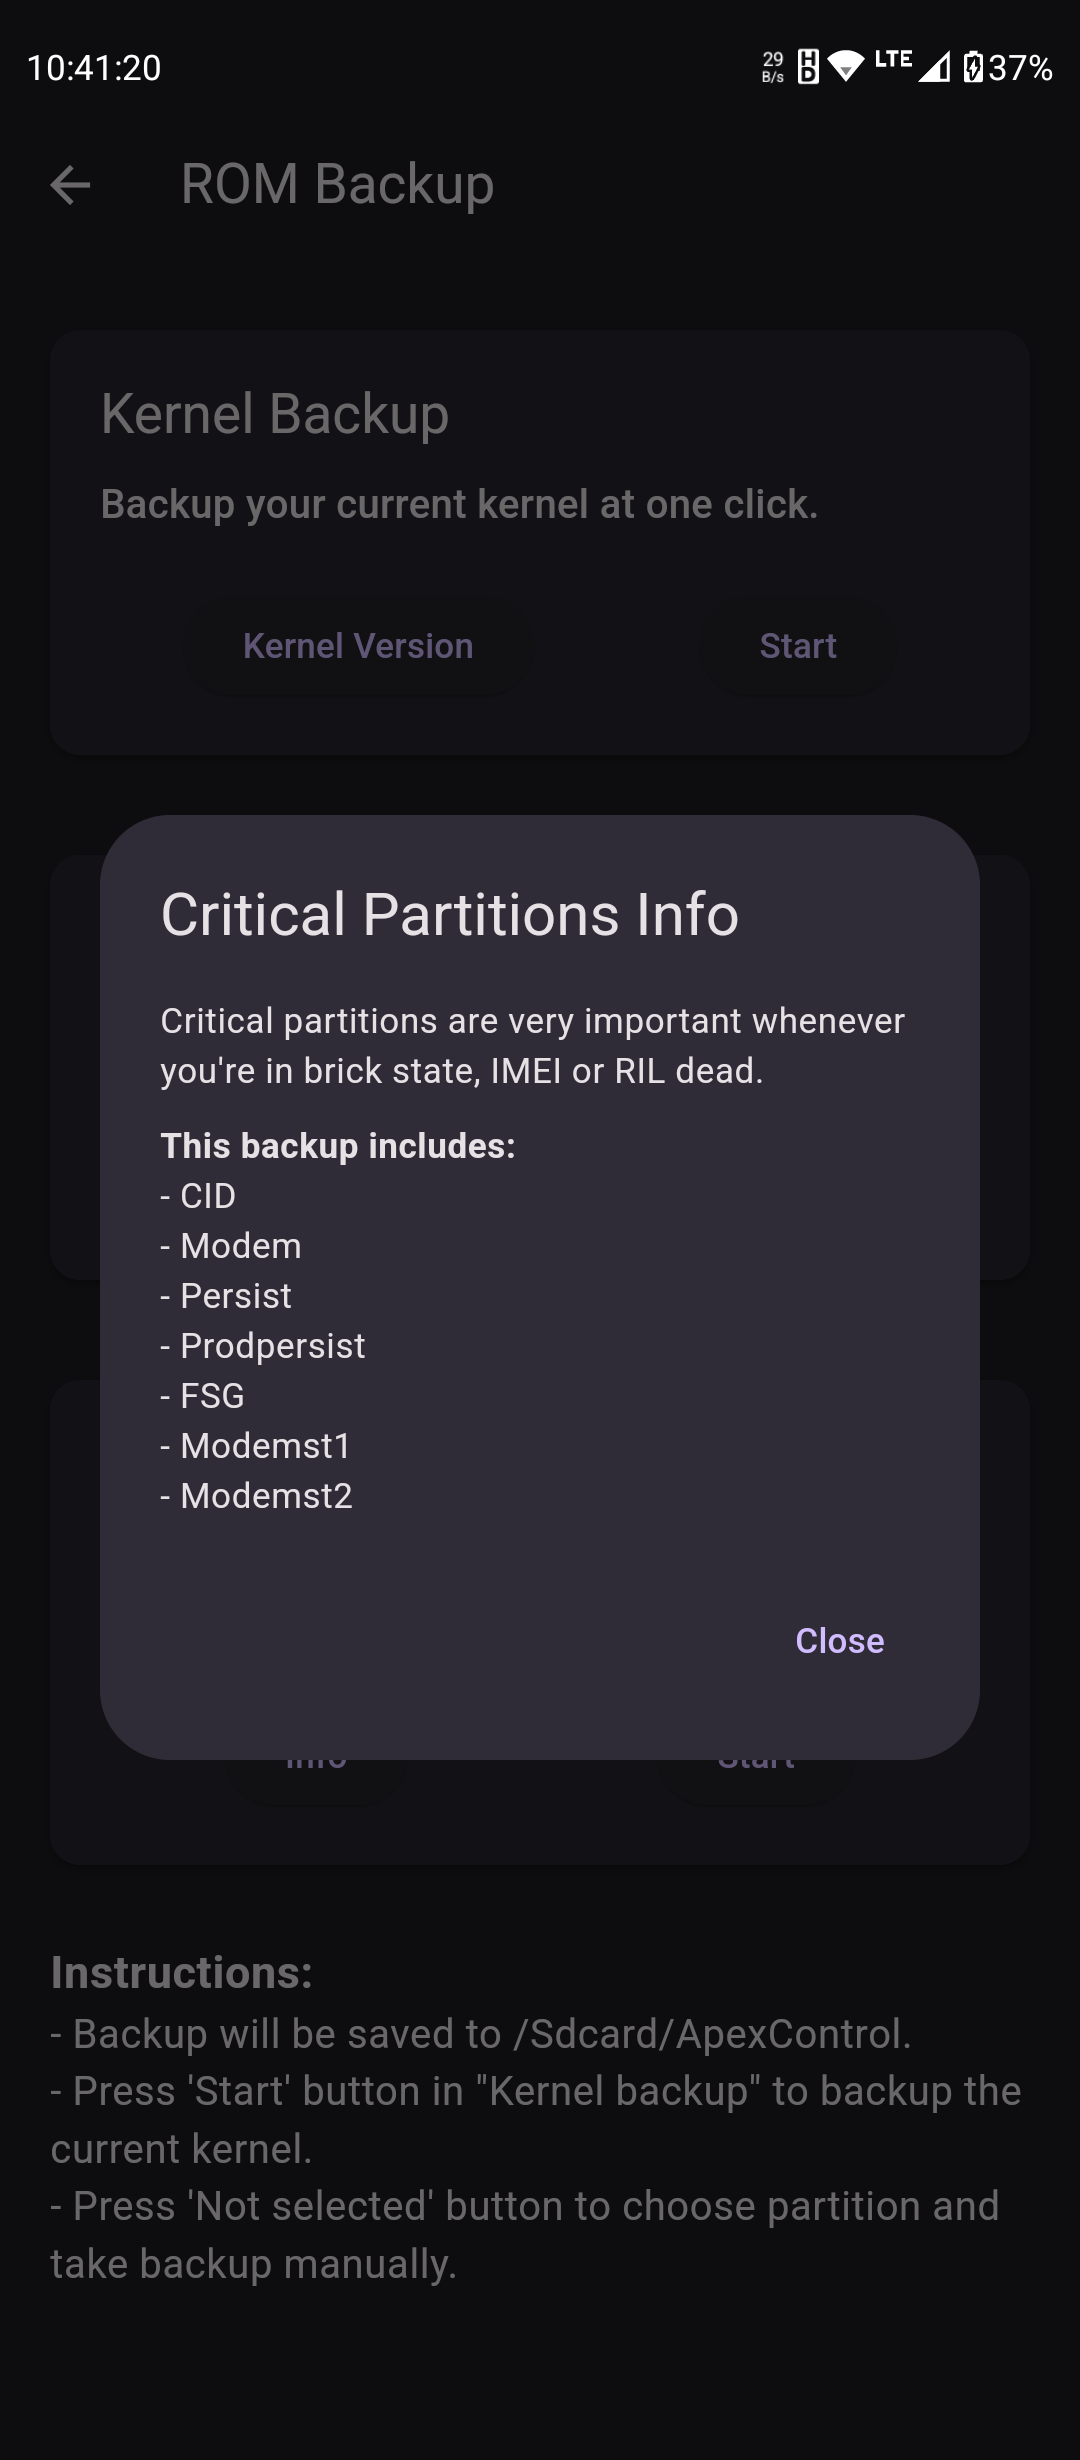 10:41:20
29
B/s
HD
LTE
37%
ROM Backup
Kernel Backup
Backup your current kernel at one click.
Kernel Version
Start
Critical Partitions Info
Critical partitions are very important whenever
you're in brick state, IMEI or RIL dead.
This backup includes:
- CID
- Modem
- Persist
- Prodpersist
- FSG
- Modemst1
- Modemst2
Close
Info
Start
Instructions:
- Backup will be saved to /Sdcard/ApexControl.
- Press 'Start' button in "Kernel backup" to backup the
current kernel.
- Press 'Not selected' button to choose partition and
take backup manually.